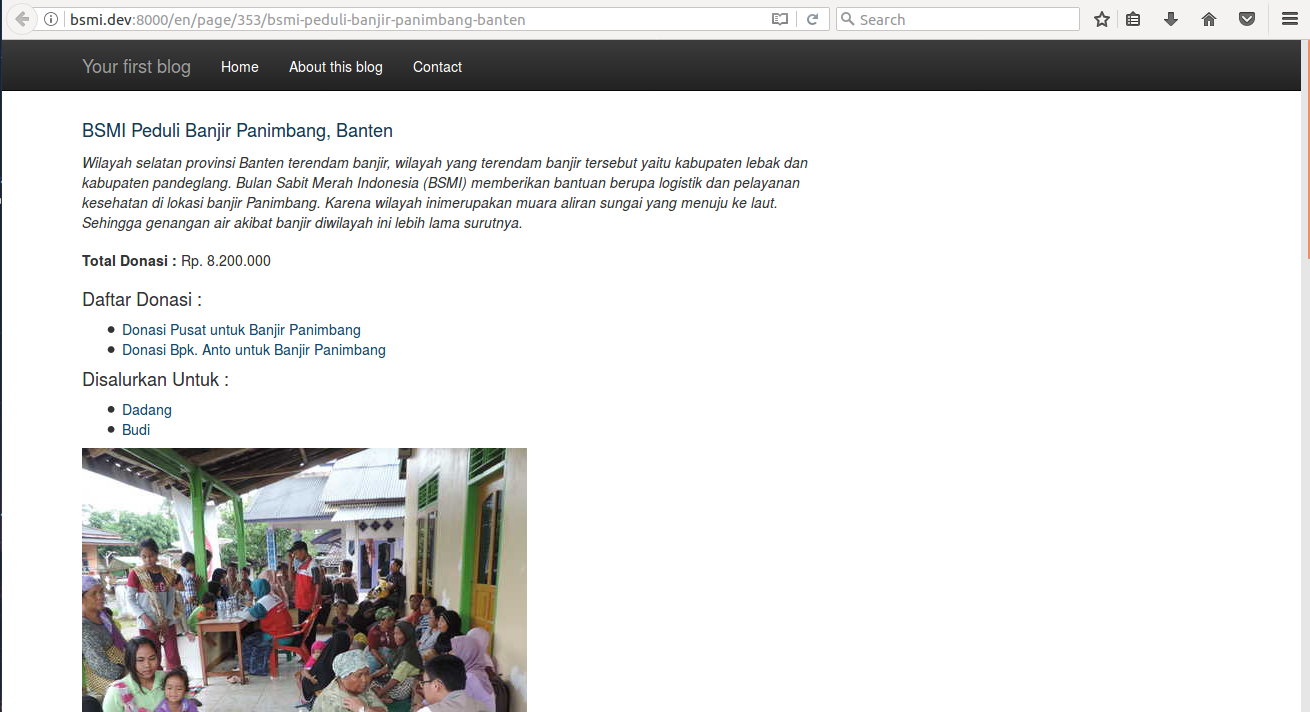 bsmi.dev:8000/en/page/353/bsmi-peduli-banjir-panimbang-banten
Search
Your first blog
Home
About this blog
Contact
BSMI Peduli Banjir Panimbang, Banten
Wilayah selatan provinsi Banten terendam banjir, wilayah yang terendam banjir tersebut yaitu kabupaten lebak dan
kabupaten pandeglang. Bulan Sabit Merah Indonesia (BSMI) memberikan bantuan berupa logistik dan pelayanan
kesehatan di lokasi banjir Panimbang. Karena wilayah inimerupakan muara aliran sungai yang menuju ke laut.
Sehingga genangan air akibat banjir diwilayah ini lebih lama surutnya.
Total Donasi : Rp. 8.200.000
Daftar Donasi :
Donasi Pusat untuk Banjir Panimbang
Donasi Bpk. Anto untuk Banjir Panimbang
Disalurkan Untuk :
Dadang
Budi